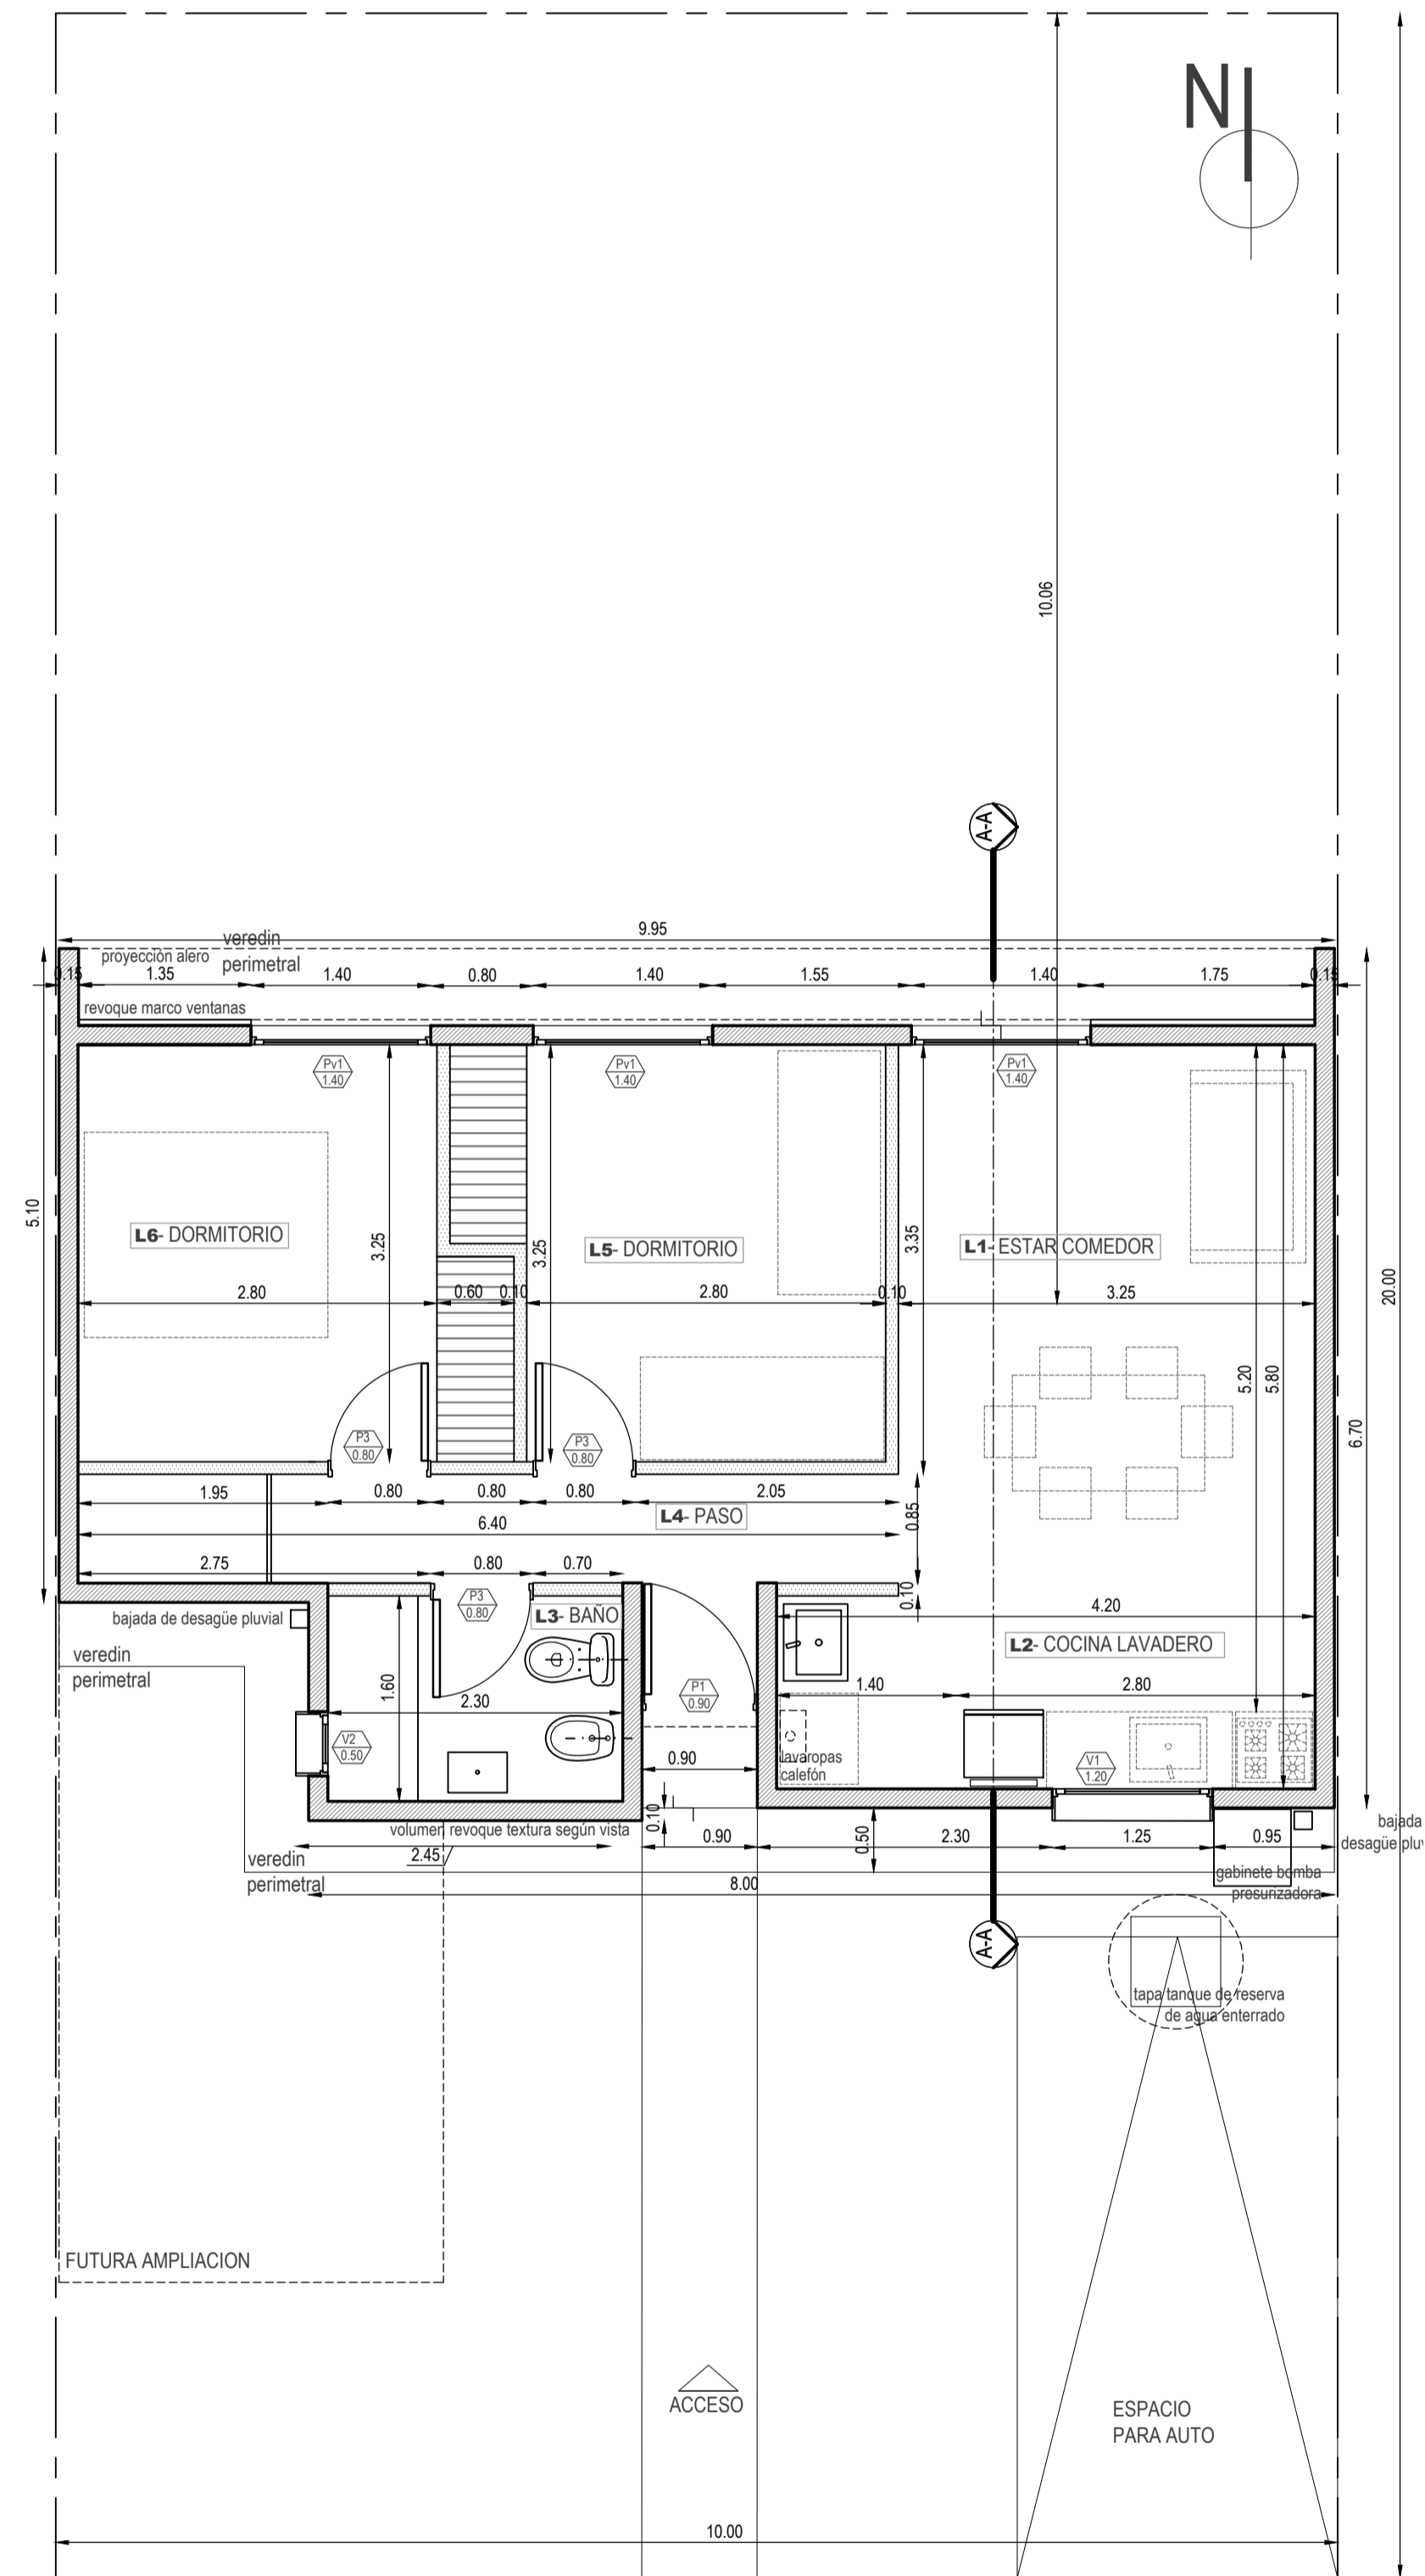 N
10.06
A-A
9.95
veredin
proyección alero
perimetral
0.15
1.35
1.40
0.80
1.40
1.55
1.40
1.75
0.15
revoque marco ventanas
Pv1
1.40
Pv1
1.40
Pv1
1.40
5.10
L6- DORMITORIO
3.25
3.25
L5- DORMITORIO
3.35
L1- ESTAR COMEDOR
20.00
2.80
0.60
0.10
2.80
0.10
3.25
5.20
5.80
6.70
P3
0.80
P3
0.80
1.95
0.80
0.80
0.80
2.05
L4- PASO
0.85
6.40
2.75
0.80
0.70
P3
0.80
L3- BAÑO
0.10
4.20
bajada de desagüe pluvial
L2- COCINA LAVADERO
veredin
perimetral
1.60
2.30
P1
0.90
1.40
2.80
V2
0.50
0.90
lavaropas
calefón
V1
1.20
0.10
volumen revoque textura según vista
0.90
0.50
2.30
1.25
0.95
bajada
desagüe plu
2.45
veredin
perimetral
8.00
gabinete bomba
presurizadora
A-A
tapa tanque de reserva
de agua enterrado
FUTURA AMPLIACION
ACCESO
ESPACIO
PARA AUTO
10.00